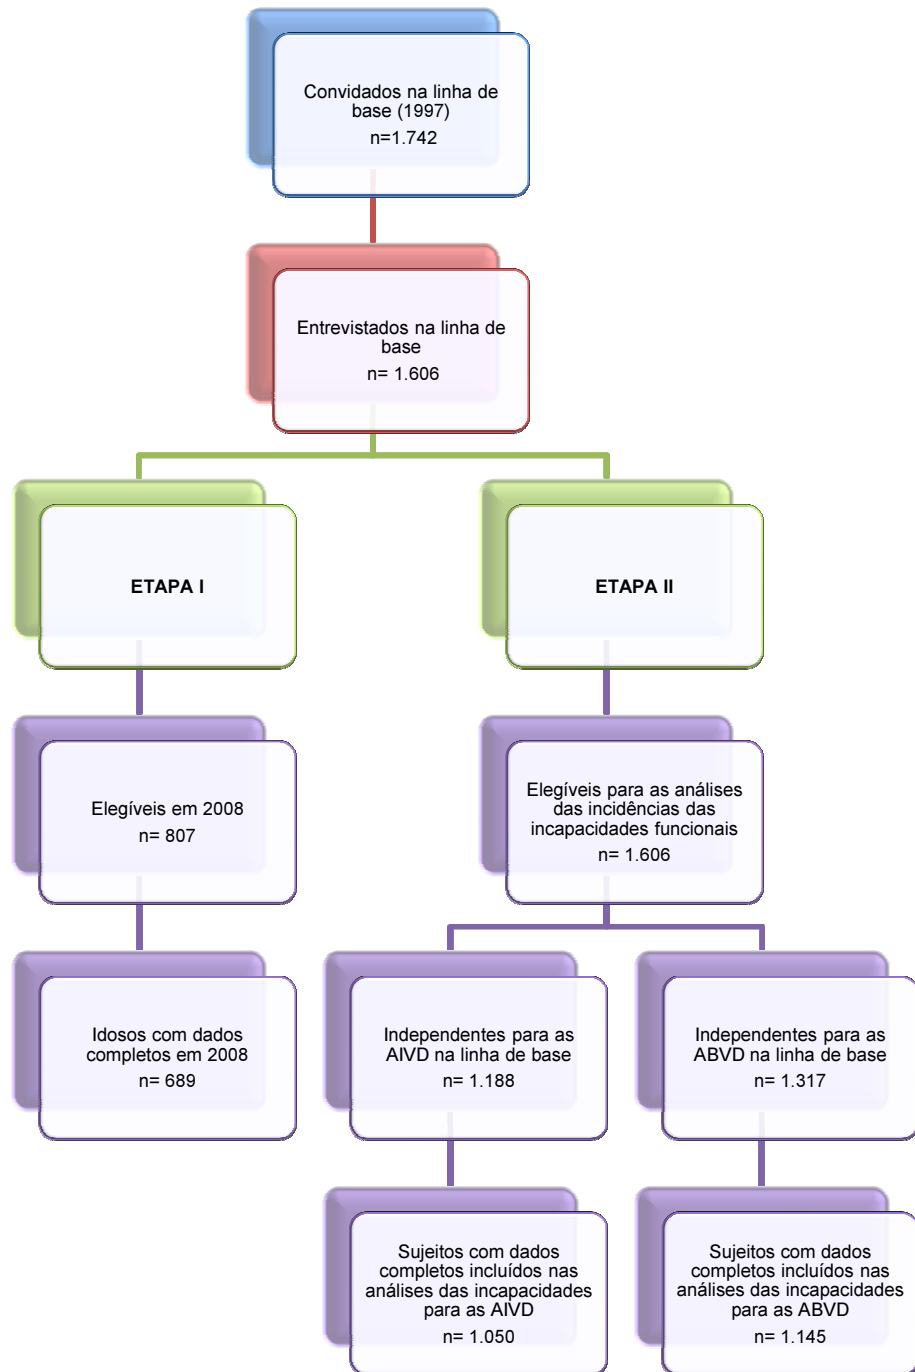 Convidados na linha de
base (1997)
n=1.742
Entrevistados na linha de
base
n= 1.606
ETAPA I
ETAPA II
Elegíveis em 2008
n= 807
Elegíveis para as análises
das incidências das
incapacidades funcionais
n= 1.606
Idosos com dados
completos em 2008
n= 689
Independentes para as
AIVD na linha de base
n= 1.188
Independentes para as
ABVD na linha de base
n= 1.317
Sujeitos com dados
completos incluídos nas
análises das incapacidades
para as AIVD
n= 1.050
Sujeitos com dados
completos incluídos nas
análises das incapacidades
para as ABVD
n= 1.145